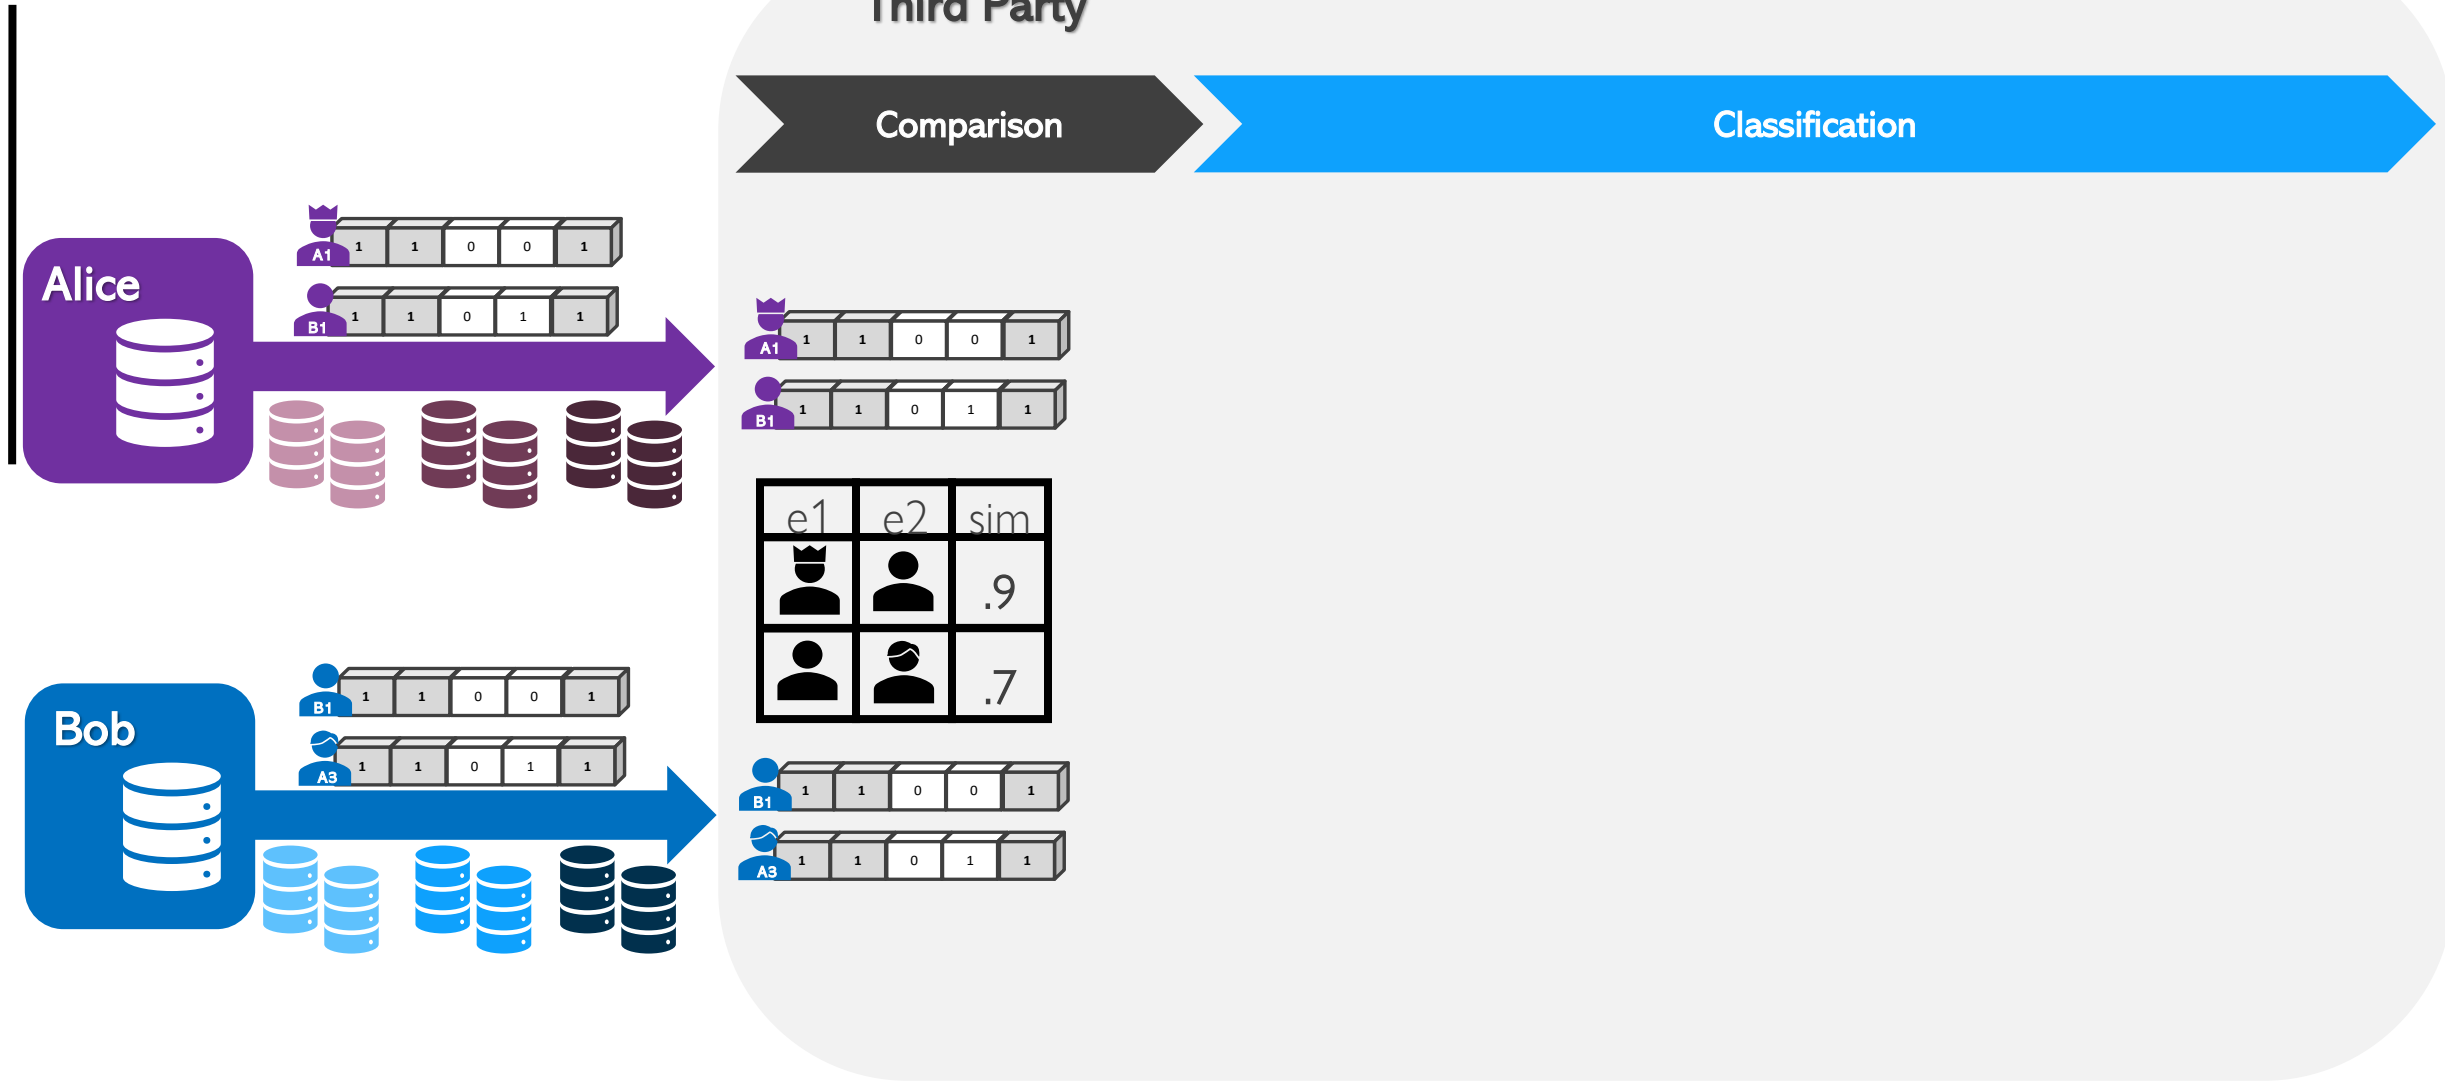 Third Party
Comparison
Classification
A1 1 1 0 0 1
Alice
B1 1 1 0 1 1
A1 1 1 0 0 1
B1 1 1 0 1 1
e1 e2 sim
.9
.7
B1 1 1 0 0 1
Bob
A3 1 1 0 1 1
B1 1 1 0 0 1
A3 1 1 0 1 1